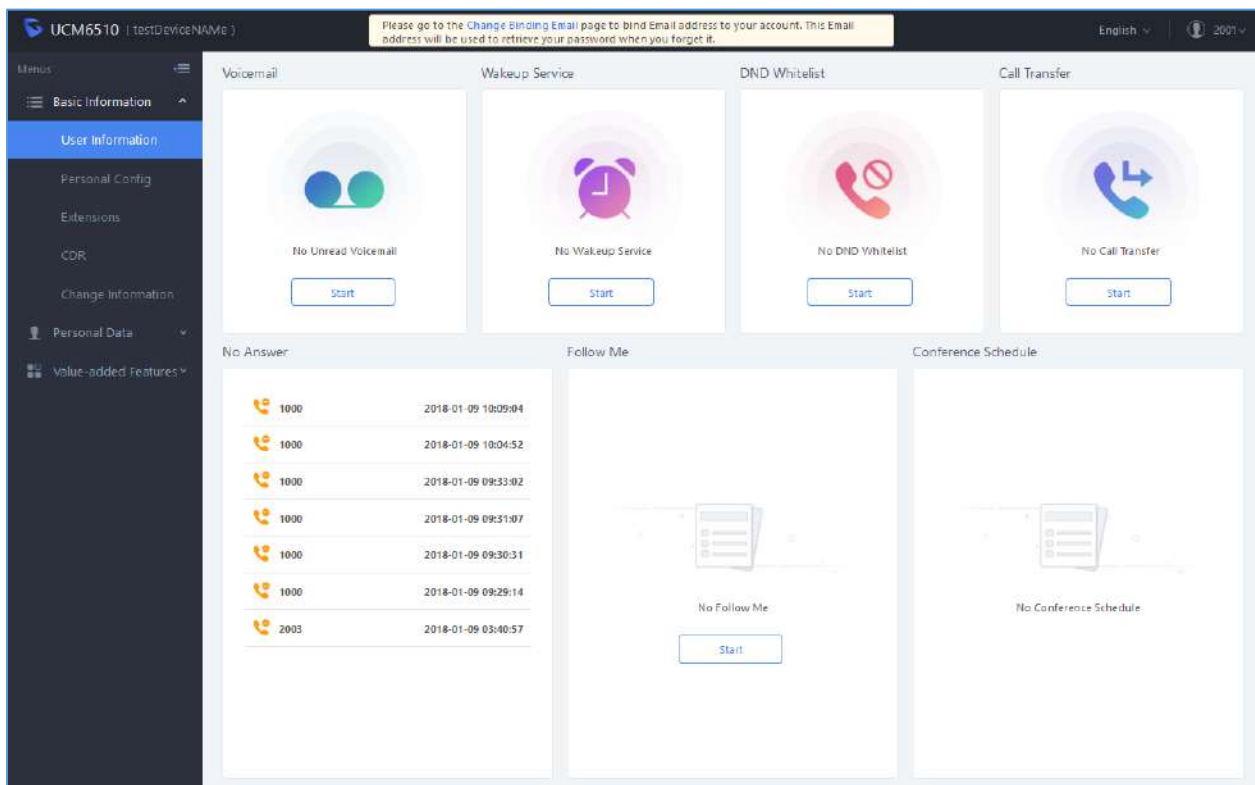 UCM6510 ( testDeviceNAMe )
Please go to the Change Binding Email page to bind Email address to your account. This Email
address will be used to retrieve your password when you forget it.
English
2001
Menus
Basic Information
User Information
Personal Config
Extensions
CDR
Change Information
Personal Data
Value-added Features
Voicemail
Wakeup Service
DND Whitelist
Call Transfer
No Unread Voicemail
No Wakeup Service
No DND Whitelist
No Call Transfer
Start
Start
Start
Start
No Answer
Follow Me
Conference Schedule
1000 2018-01-09 10:09:04
1000 2018-01-09 10:04:52
1000 2018-01-09 09:33:02
1000 2018-01-09 09:31:07
1000 2018-01-09 09:30:31
1000 2018-01-09 09:29:14
2003 2018-01-09 03:40:57
No Follow Me
Start
No Conference Schedule